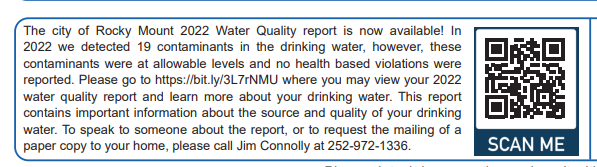 The city of Rocky Mount 2022 Water Quality report is now available! In
2022 we detected 19 contaminants in the drinking water, however, these
contaminants were at allowable levels and no health based violations were
reported. Please go to https://bit.ly/3L7rNMU where you may view your 2022
water quality report and learn more about your drinking water. This report
contains important information about the source and quality of your drinking
water. To speak to someone about the report, or to request the mailing of a
paper copy to your home, please call Jim Connolly at 252-972-1336.
SCAN ME